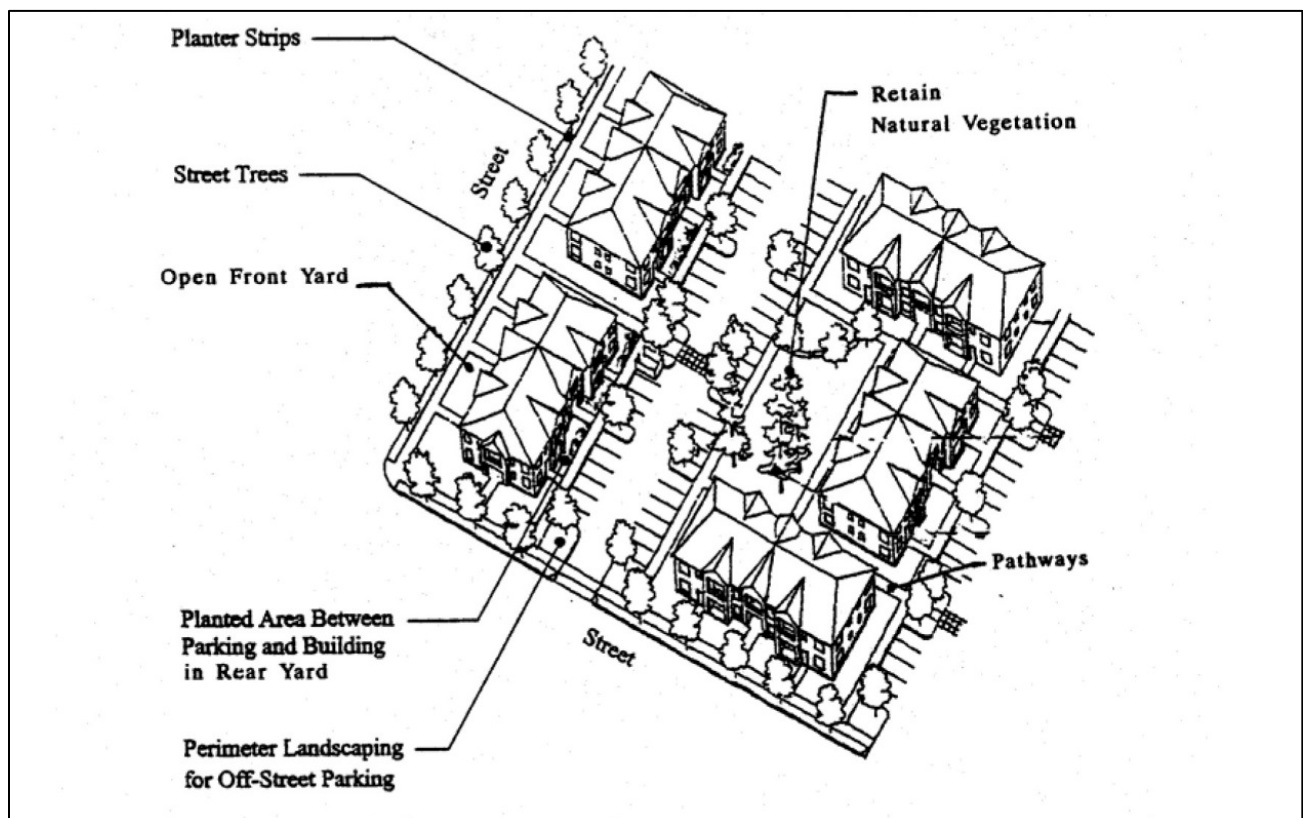 Planter Strips
Street Trees
Open Front Yard
Street
Retain
Natural Vegetation
Pathways
Street
Planted Area Between
Parking and Building
in Rear Yard
Perimeter Landscaping
for Off-Street Parking